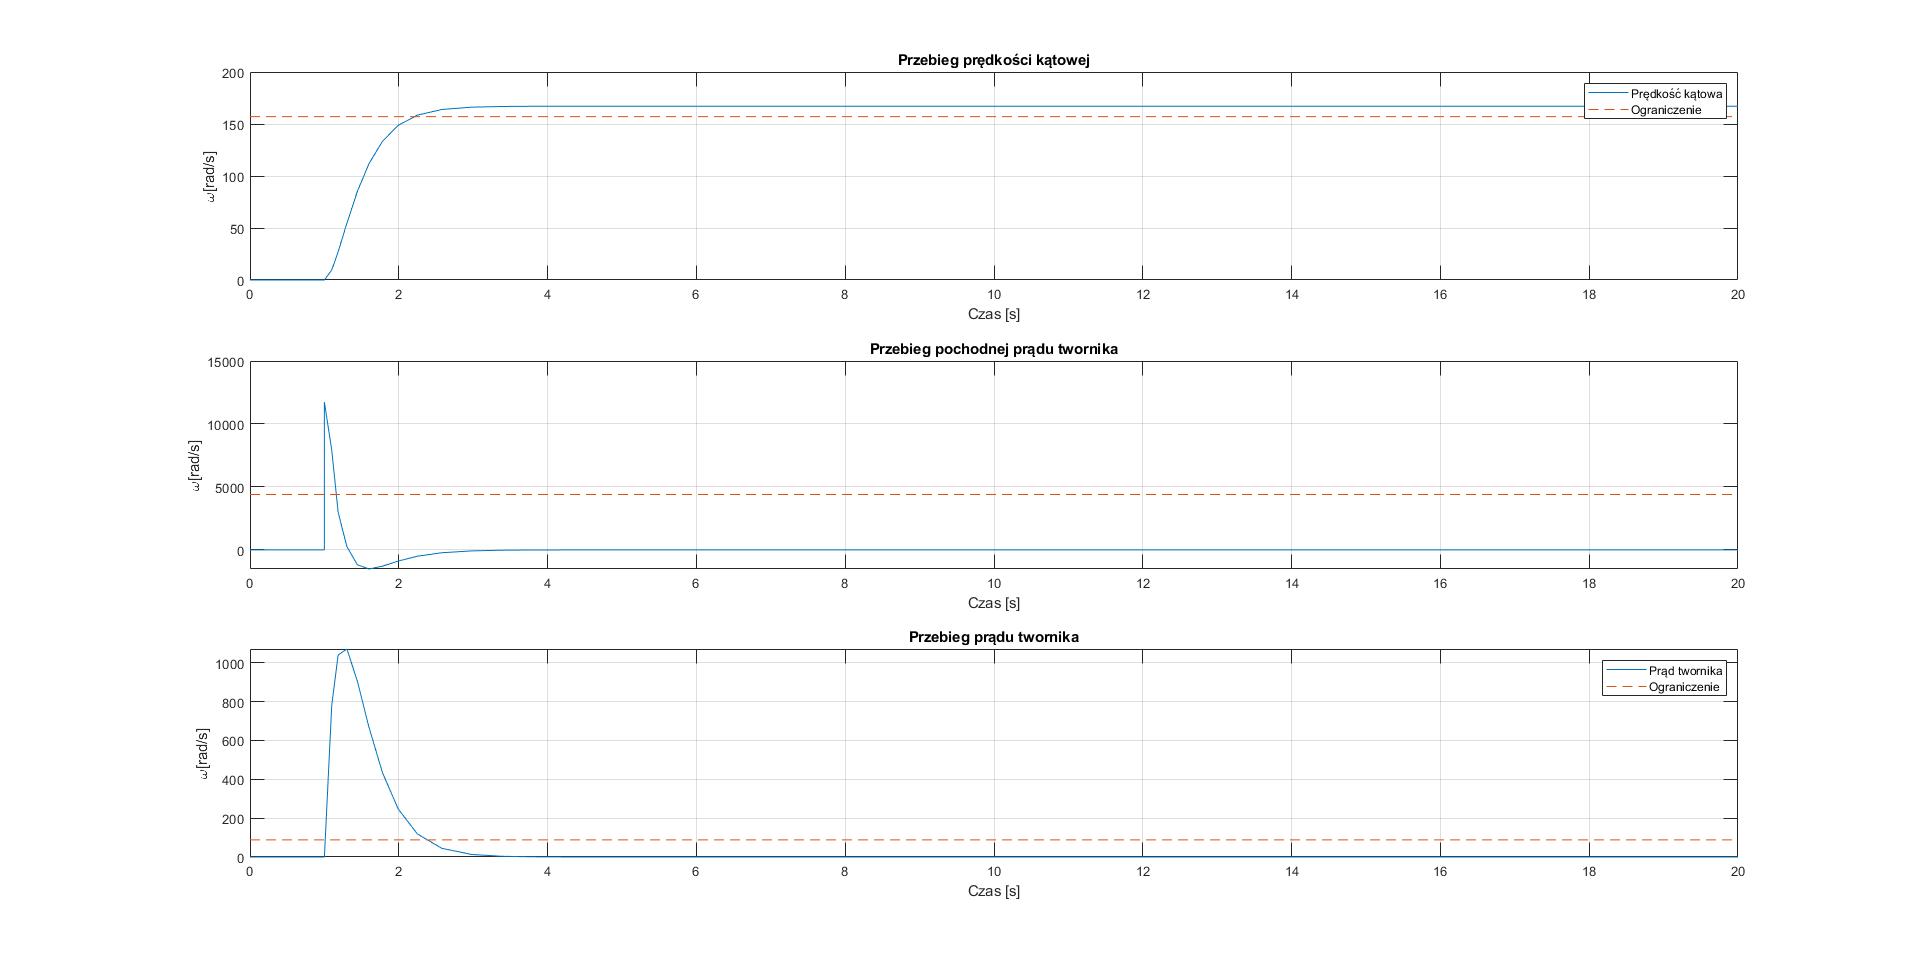 Przebieg prędkości kątowej
200
150
100
50
0
ω[rad/s]
Prędkość kątowa
Ograniczenie
0 2 4 6 8 10 12 14 16 18 20
Czas [s]
Przebieg pochodnej prądu twornika
15000
10000
5000
0
ω[rad/s]
0 2 4 6 8 10 12 14 16 18 20
Czas [s]
Przebieg prądu twornika
1000
800
600
400
200
0
ω[rad/s]
Prąd twornika
Ograniczenie
0 2 4 6 8 10 12 14 16 18 20
Czas [s]